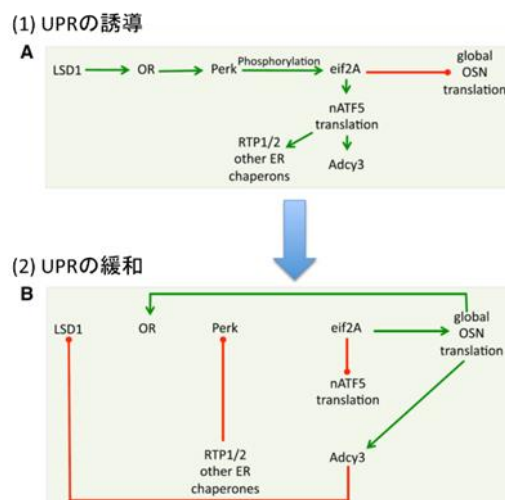 (1) UPRの誘導
A
LSD1 OR Perk Phosphorylation eif2A global
OSN
translation
nATF5
translation
RTP1/2
other ER
chaperons
Adcy3
(2) UPRの緩和
B
LSD1 OR Perk eif2A global
OSN
translation
nATF5
translation
RTP1/2
other ER
chaperones
Adcy3